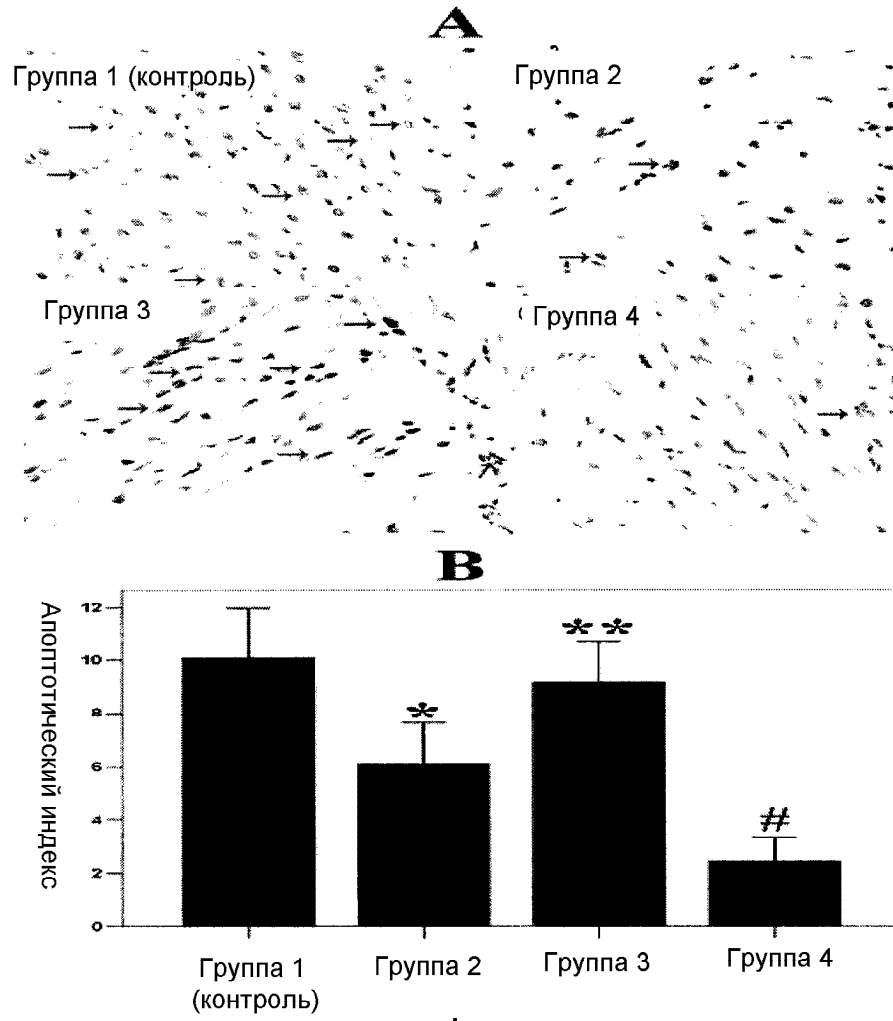 A
Группа 1 (контроль)
Группа 2
Группа 3
Группа 4
B
Апоптотический индекс
12
10
8
6
4
2
0
*
**
#
Группа 1
(контроль)
Группа 2
Группа 3
Группа 4